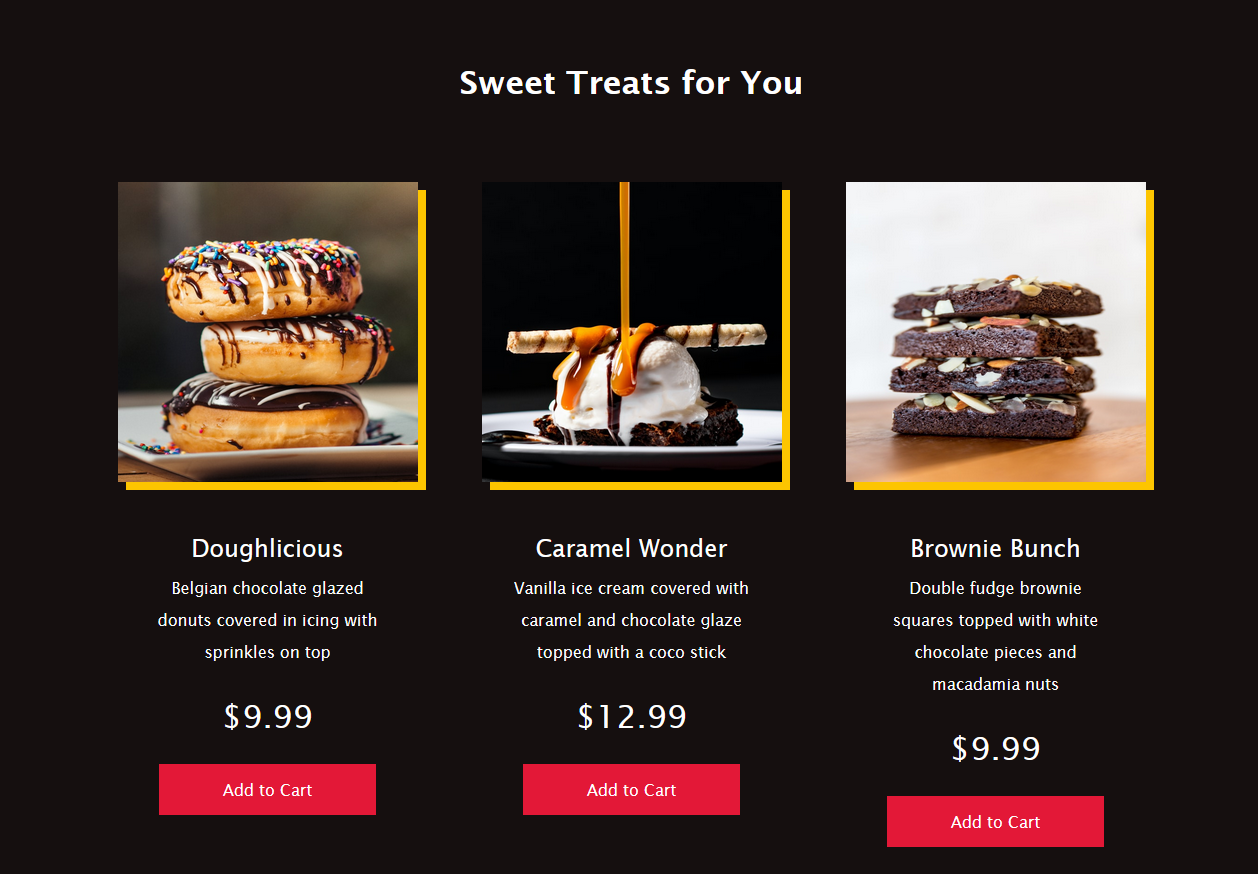 Sweet Treats for You
Doughlicious
Belgian chocolate glazed
donuts covered in icing with
sprinkles on top
$9.99
Add to Cart
Caramel Wonder
Vanilla ice cream covered with
caramel and chocolate glaze
topped with a coco stick
$12.99
Add to Cart
Brownie Bunch
Double fudge brownie
squares topped with white
chocolate pieces and
macadamia nuts
$9.99
Add to Cart